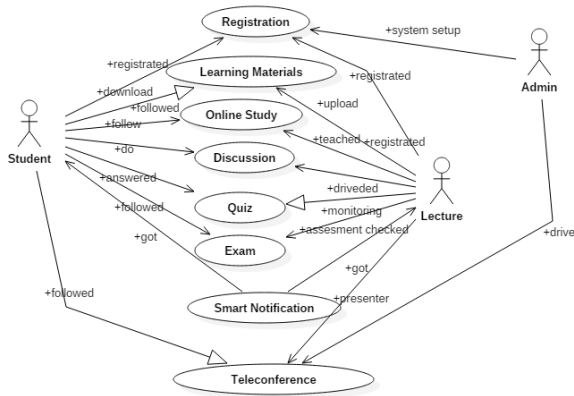 Registration
+system setup
+registrated
Learning Materials
+registrated
Admin
+download
+followed
+upload
Online Study
+follow
+teached
+registrated
Student
+do
Discussion
+answered
+driveded
Lecture
+followed
Quiz
+monitoring
+assesment checked
+drive
+got
Exam
+got
+followed
Smart Notification
+presenter
Teleconference